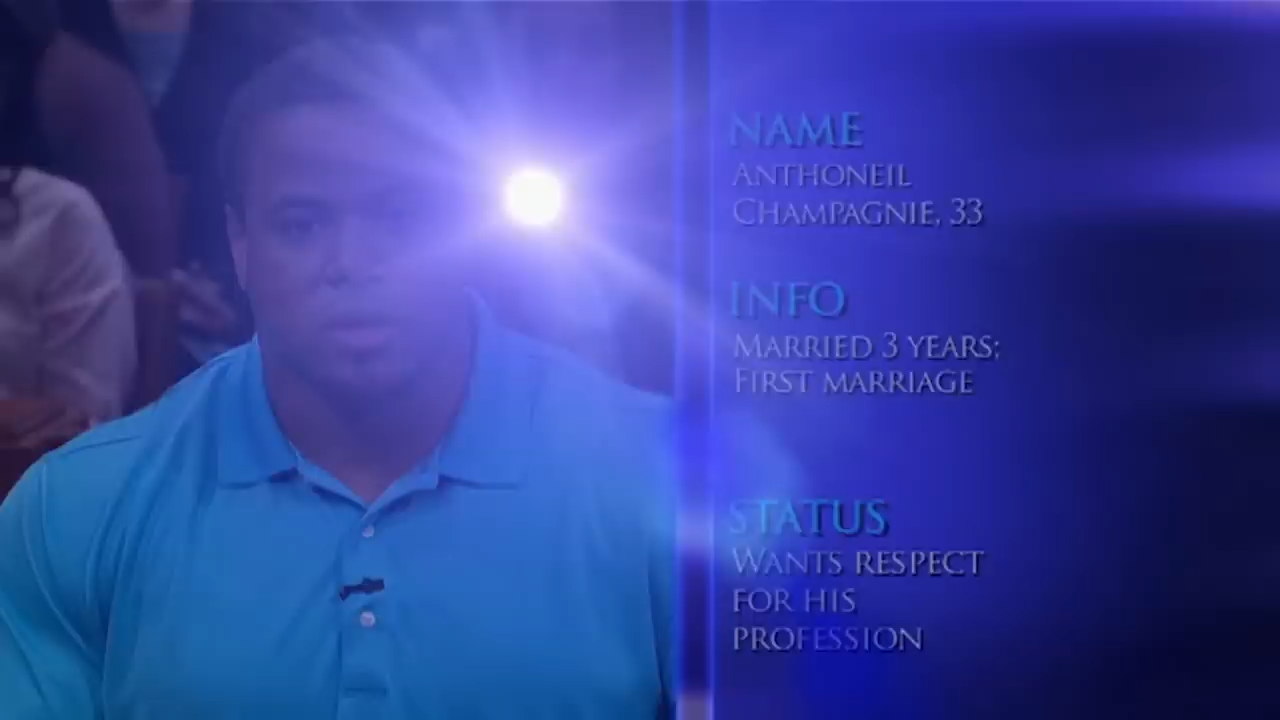 NAME
ANTHONEIL
CHAMPAGNIE, 33
INFO
MARRIED 3 YEARS;
FIRST MARRIAGE
STATUS
WANTS RESPECT
FOR HIS
PROFESSION